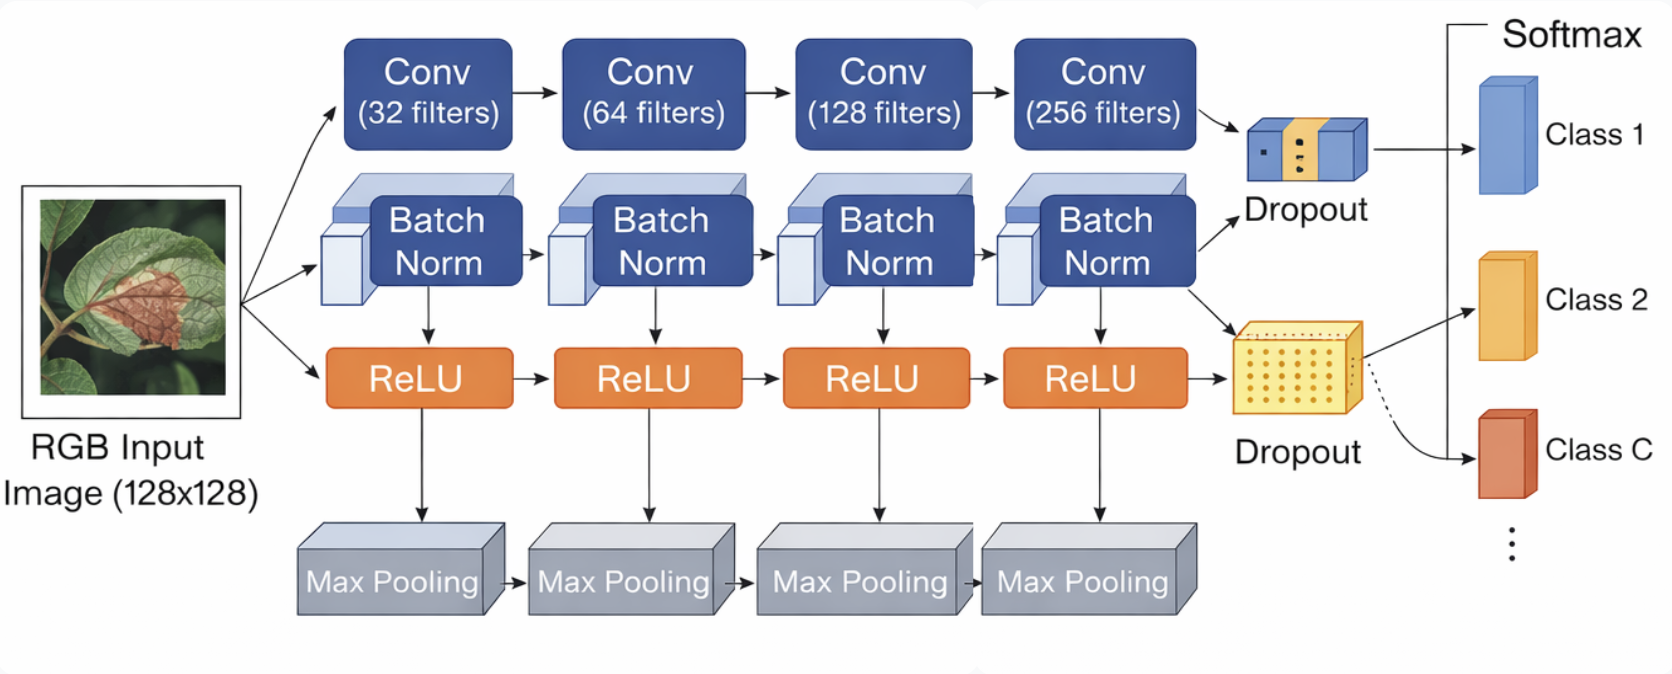 Softmax
Conv
(32 filters)
Conv
(64 filters)
Conv
(128 filters)
Conv
(256 filters)
Class 1
Dropout
Batch
Norm
Batch
Norm
Batch
Norm
Batch
Norm
Class 2
ReLU
ReLU
ReLU
ReLU
RGB Input
Image (128x128)
Dropout
Class C
Max Pooling
Max Pooling
Max Pooling
Max Pooling